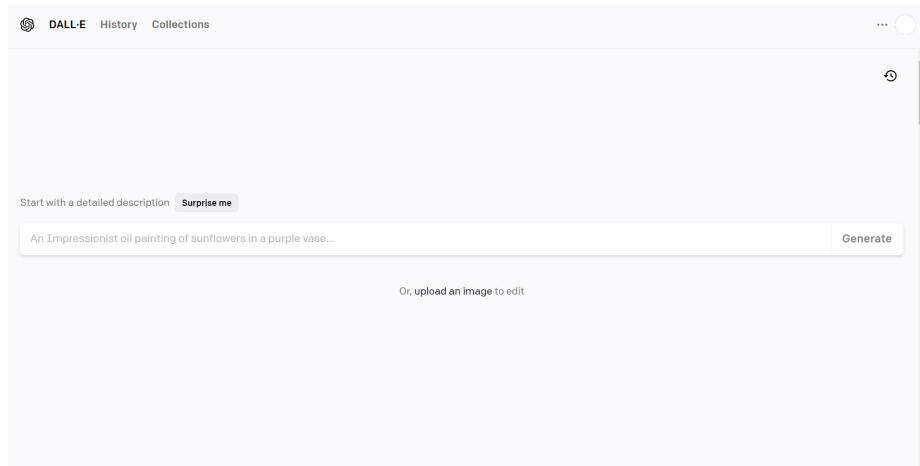 DALL·E History Collections
Start with a detailed description Surprise me
An Impressionist oil painting of sunflowers in a purple vase... Generate
Or, upload an image to edit